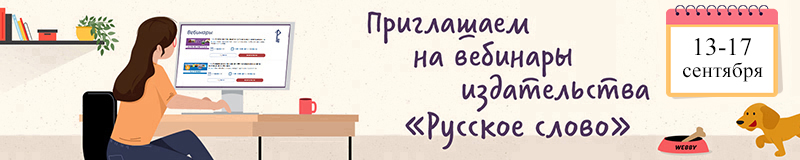 Вебинары
Приглашаем
на вебинары
издательства
«Русское слово»
13-17
сентября
WEBBY